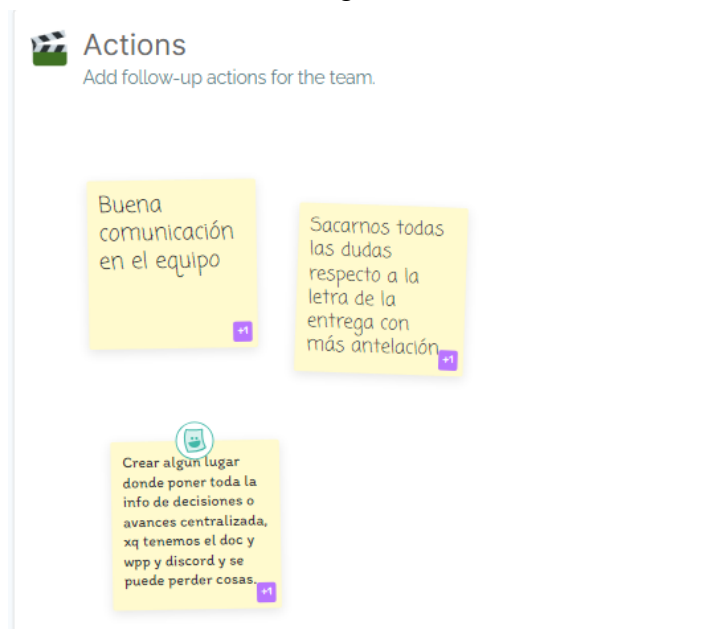 Actions
Add follow-up actions for the team.
Buena
comunicación
en el equipo
+1
Sacarnos todas
las dudas
respecto a la
letra de la
entrega con
más antelación
+1
Crear algún lugar
donde poner toda la
info de decisiones o
avances centralizada,
xq tenemos el doc y
wpp y discord y se
puede perder cosas.
+1